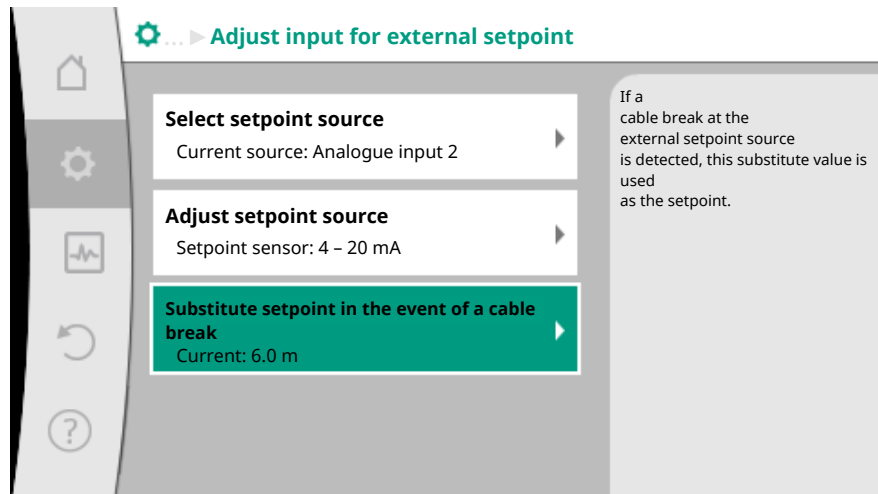 ... Adjust input for external setpoint
Select setpoint source
Current source: Analogue input 2
Adjust setpoint source
Setpoint sensor: 4 – 20 mA
Substitute setpoint in the event of a cable
break
Current: 6.0 m
If a
cable break at the
external setpoint source
is detected, this substitute value is
used
as the setpoint.
?